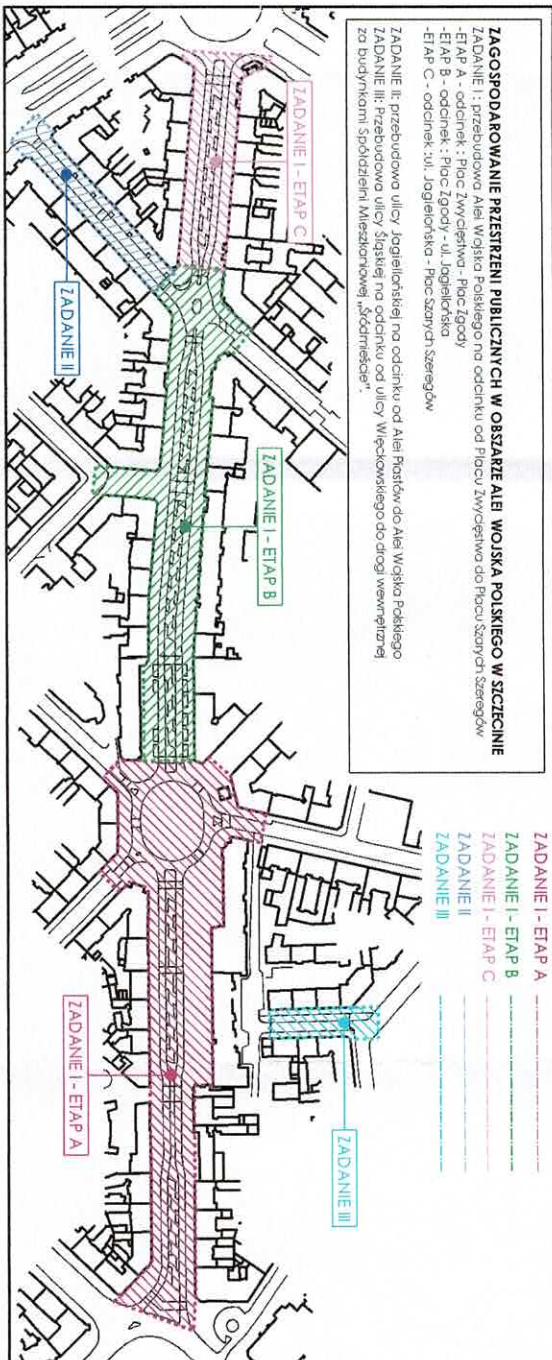 ZAGOSPODAROWANIE PRZESTRZENI PUBLICZNYCH W OBSZARZE ALEI WOJSKA POLSKIEGO W SZCZECINIE
ZADANIE I : przebudowa Alei Wojska Polskiego na odcinku od Placu Zwycięstwa do Placu Szarych Szeregów
-ETAP A - odcinek : Plac Zwycięstwa - Plac Zgody
-ETAP B - odcinek : Plac Zgody - ul. Jagiellońska
-ETAP C - odcinek :ul. Jagielońska - Plac Szarych Szeregów
ZADANIE II: przebudowa ulicy Jagiellońskiej na odcinku od Alei Piastów do Alei Wojska Polskiego
ZADANIE III: Przebudowa ulicy Śląskiej na odcinku od ulicy Więckowskiego do drogi wewnętrznej
za budynkami Spółdzielni Mieszkaniowej „Śródmieście".
ZADANIE I - ETAP A
ZADANIE I - ETAP B
ZADANIE I - ETAP C
ZADANIE II
ZADANIE III
ZADANIE I - ETAP C
ZADANIE II
ZADANIE I - ETAP B
ZADANIE III
ZADANIE I - ETAP A